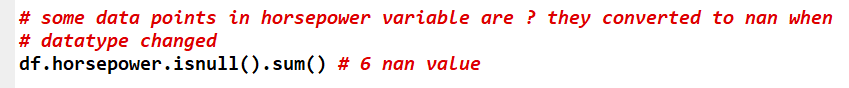 # some data points in horsepower variable are ? they converted to nan when
# datatype changed
df.horsepower.isnull().sum() # 6 nan value